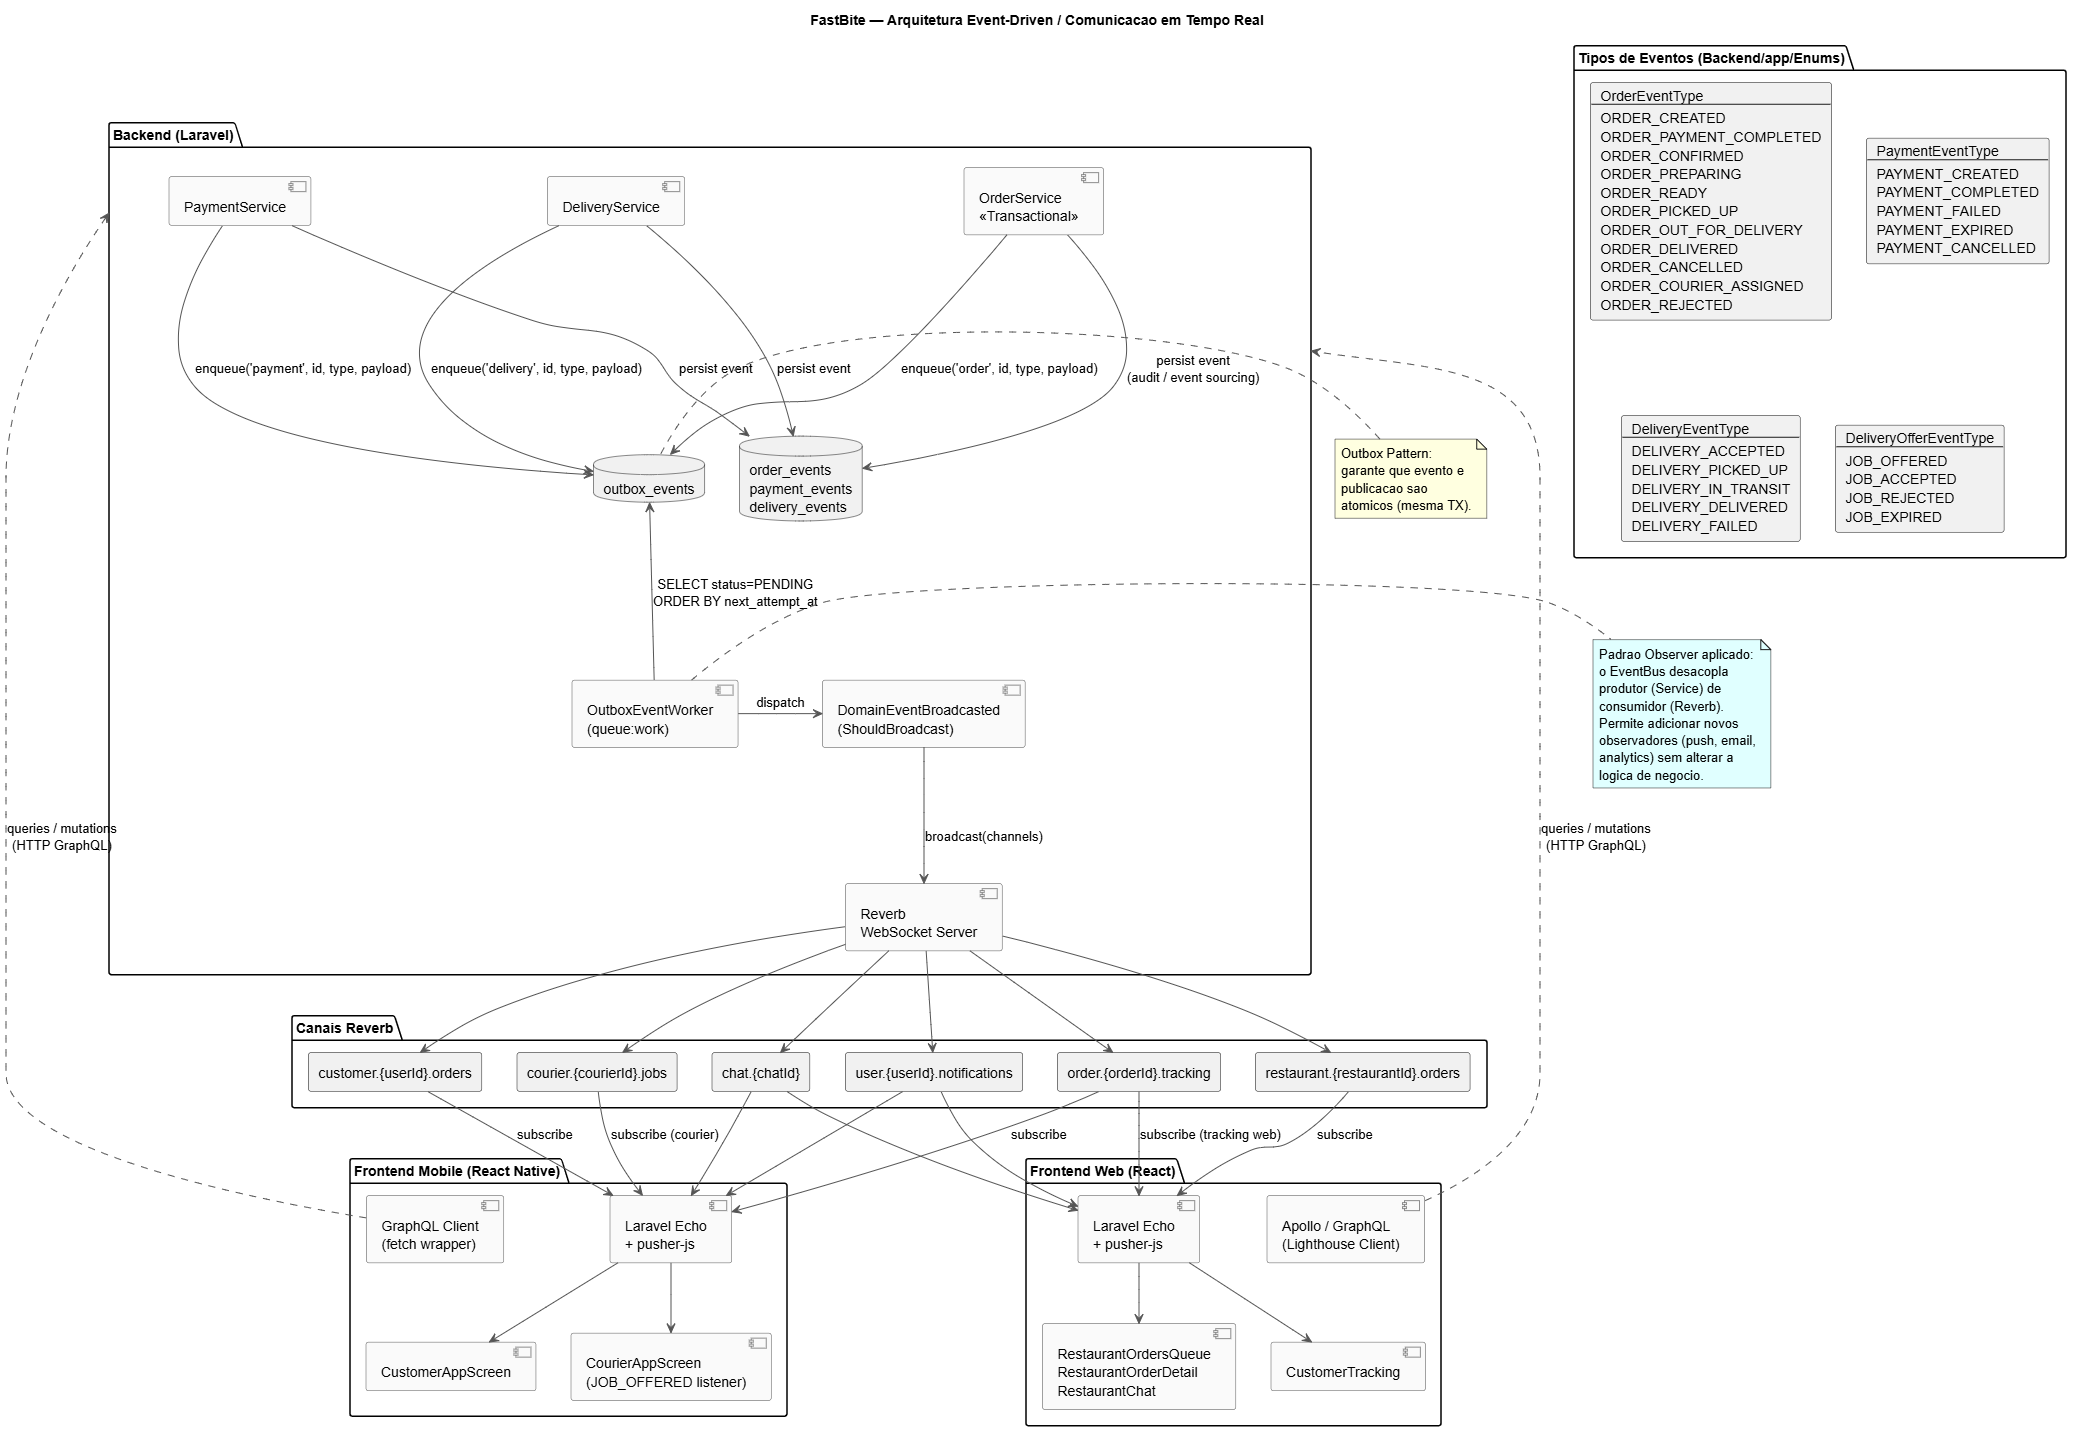 FastBite — Arquitetura Event-Driven / Comunicacao em Tempo Real
Tipos de Eventos (Backend/app/Enums)
OrderEventType
ORDER_CREATED
ORDER_PAYMENT_COMPLETED
ORDER_CONFIRMED
ORDER_PREPARING
ORDER_READY
ORDER_PICKED_UP
ORDER_OUT_FOR_DELIVERY
ORDER_DELIVERED
ORDER_CANCELLED
ORDER_COURIER_ASSIGNED
ORDER_REJECTED
PaymentEventType
PAYMENT_CREATED
PAYMENT_COMPLETED
PAYMENT_FAILED
PAYMENT_EXPIRED
PAYMENT_CANCELLED
DeliveryEventType
DELIVERY_ACCEPTED
DELIVERY_PICKED_UP
DELIVERY_IN_TRANSIT
DELIVERY_DELIVERED
DELIVERY_FAILED
DeliveryOfferEventType
JOB_OFFERED
JOB_ACCEPTED
JOB_REJECTED
JOB_EXPIRED
Backend (Laravel)
PaymentService
DeliveryService
OrderService
«Transactional»
enqueue('payment', id, type, payload)
enqueue('delivery', id, type, payload)
persist event
persist event
enqueue('order', id, type, payload)
persist event
(audit / event sourcing)
outbox_events
order_events
payment_events
delivery_events
Outbox Pattern:
garante que evento e
publicacao sao
atomicos (mesma TX).
SELECT status=PENDING
ORDER BY next_attempt_at
OutboxEventWorker
(queue:work)
dispatch
DomainEventBroadcasted
(ShouldBroadcast)
Padrao Observer aplicado:
o EventBus desacopla
produtor (Service) de
consumidor (Reverb).
Permite adicionar novos
observadores (push, email,
analytics) sem alterar a
logica de negocio.
queries / mutations
(HTTP GraphQL)
broadcast(channels)
queries / mutations
(HTTP GraphQL)
Reverb
WebSocket Server
Canais Reverb
customer.{userId}.orders
courier.{courierId}.jobs
chat.{chatId}
user.{userId}.notifications
order.{orderId}.tracking
restaurant.{restaurantId}.orders
subscribe
subscribe (courier)
subscribe
subscribe (tracking web)
subscribe
Frontend Mobile (React Native)
GraphQL Client
(fetch wrapper)
Laravel Echo
+ pusher-js
CustomerAppScreen
CourierAppScreen
(JOB_OFFERED listener)
Frontend Web (React)
Laravel Echo
+ pusher-js
Apollo / GraphQL
(Lighthouse Client)
RestaurantOrdersQueue
RestaurantOrderDetail
RestaurantChat
CustomerTracking